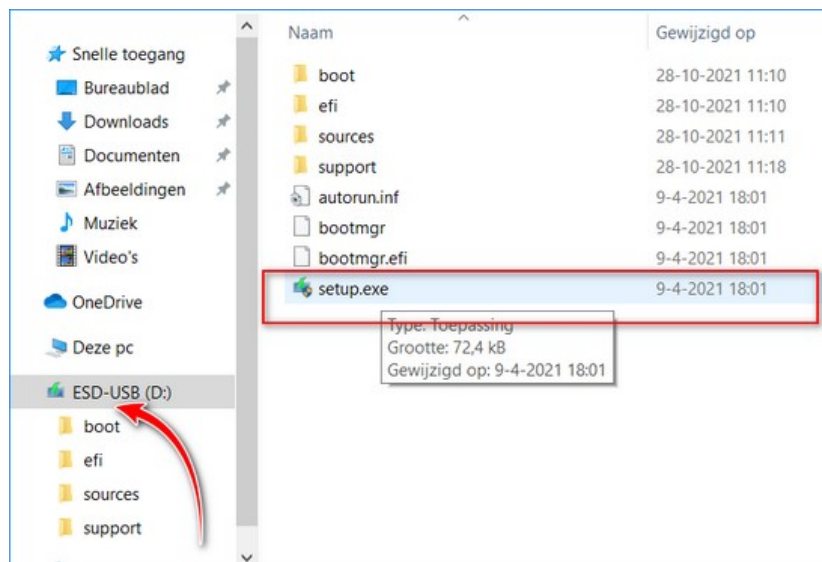 Snelle toegang
Bureaublad
Downloads
Documenten
Afbeeldingen
Muziek
Video's
OneDrive
Deze pc
ESD-USB (D:)
boot
efi
sources
support
Naam Gewijzigd op
boot 28-10-2021 11:10
efi 28-10-2021 11:10
sources 28-10-2021 11:11
support 28-10-2021 11:18
autorun.inf 9-4-2021 18:01
bootmgr 9-4-2021 18:01
bootmgr.efi 9-4-2021 18:01
setup.exe 9-4-2021 18:01
Type: Toepassing
Grootte: 72,4 kB
Gewijzigd op: 9-4-2021 18:01